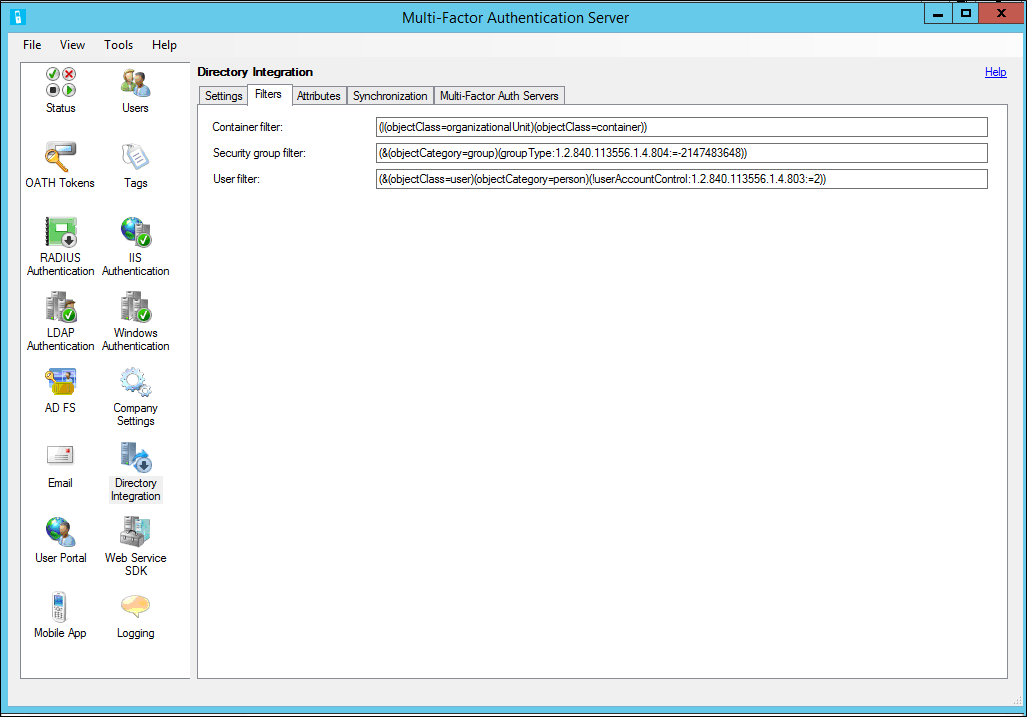 Multi-Factor Authentication Server
File View Tools Help
Status Users
OATH Tokens Tags
RADIUS Authentication
IIS Authentication
LDAP Authentication
Windows Authentication
AD FS
Company Settings
Email
Directory Integration
User Portal
Web Service SDK
Mobile App
Logging
Directory Integration Help
Settings Filters Attributes Synchronization Multi-Factor Auth Servers
Container filter: (|(objectClass=organizationalUnit)(objectClass=container))
Security group filter: (&(objectCategory=group)(groupType:1.2.840.113556.1.4.804:=-2147483648))
User filter: (&(objectClass=user)(objectCategory=person)(!userAccountControl:1.2.840.113556.1.4.803:=2))